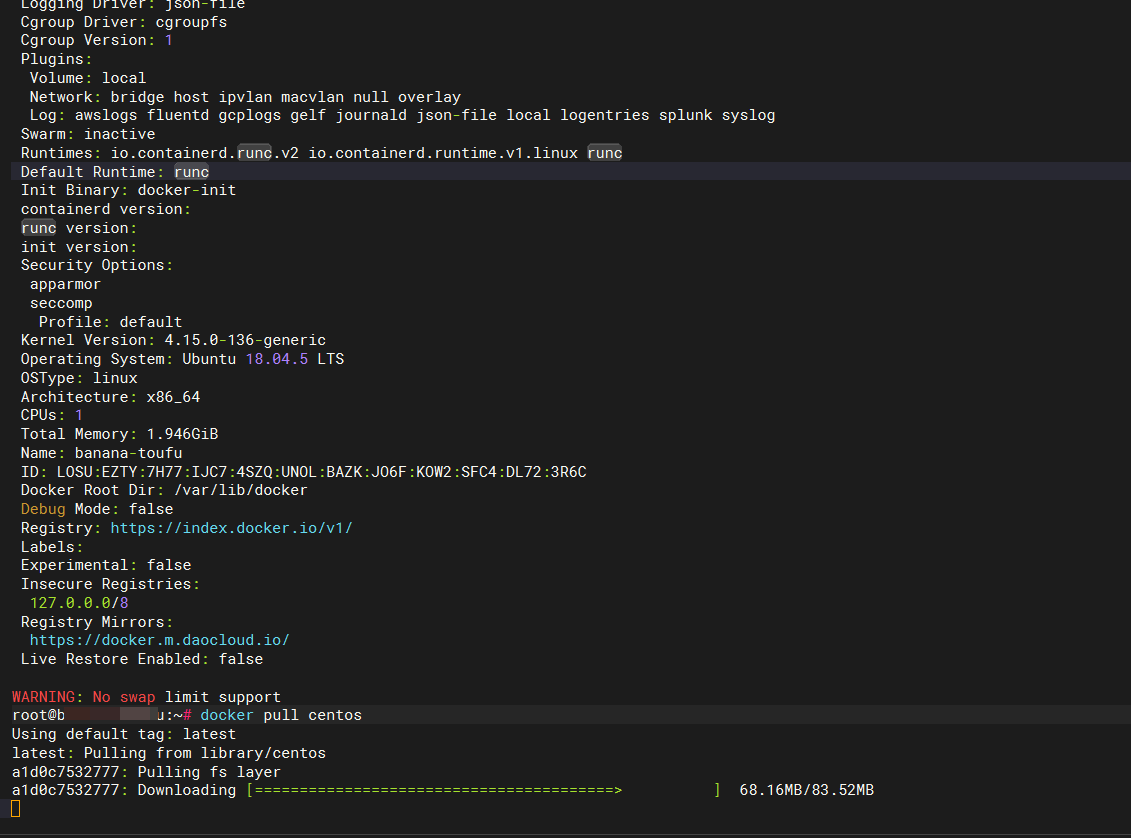 Logging Driver: json-file
Cgroup Driver: cgroupfs
Cgroup Version: 1
Plugins:
Volume: local
Network: bridge host ipvlan macvlan null overlay
Log: awslogs fluentd gcplogs gelf journald json-file local logentries splunk syslog
Swarm: inactive
Runtimes: io.containerd.runc.v2 io.containerd.runtime.v1.linux runc
Default Runtime: runc
Init Binary: docker-init
containerd version:
runc version:
init version:
Security Options:
apparmor
seccomp
Profile: default
Kernel Version: 4.15.0-136-generic
Operating System: Ubuntu 18.04.5 LTS
OSType: linux
Architecture: x86_64
CPUs: 1
Total Memory: 1.946GiB
Name: banana-toufu
ID: LOSU:EZTY:7H77:IJC7:4SZQ:UNOL:BAZK:JO6F:KOW2:SFC4:DL72:3R6C
Docker Root Dir: /var/lib/docker
Debug Mode: false
Registry: https://index.docker.io/v1/
Labels:
Experimental: false
Insecure Registries:
127.0.0.0/8
Registry Mirrors:
https://docker.m.daocloud.io/
Live Restore Enabled: false
WARNING: No swap limit support
root@b u:~# docker pull centos
Using default tag: latest
latest: Pulling from library/centos
a1d0c7532777: Pulling fs layer
a1d0c7532777: Downloading [========================================> ] 68.16MB/83.52MB